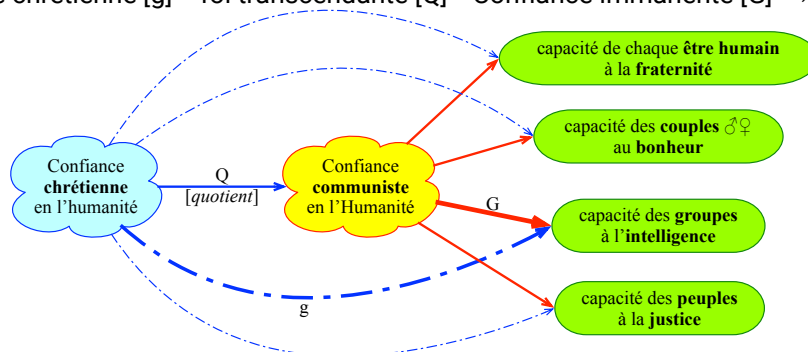 chrétienne [g] = foi transcendante [Q] × Confiance immanente [G]
capacité de chaque être humain
à la fraternité
capacité des couples ♂♀
au bonheur
Confiance
chrétienne
en l'humanité
Q
[quotient]
Confiance
communiste
en l'Humanité
G
capacité des groupes
à l'intelligence
g
capacité des peuples
à la justice